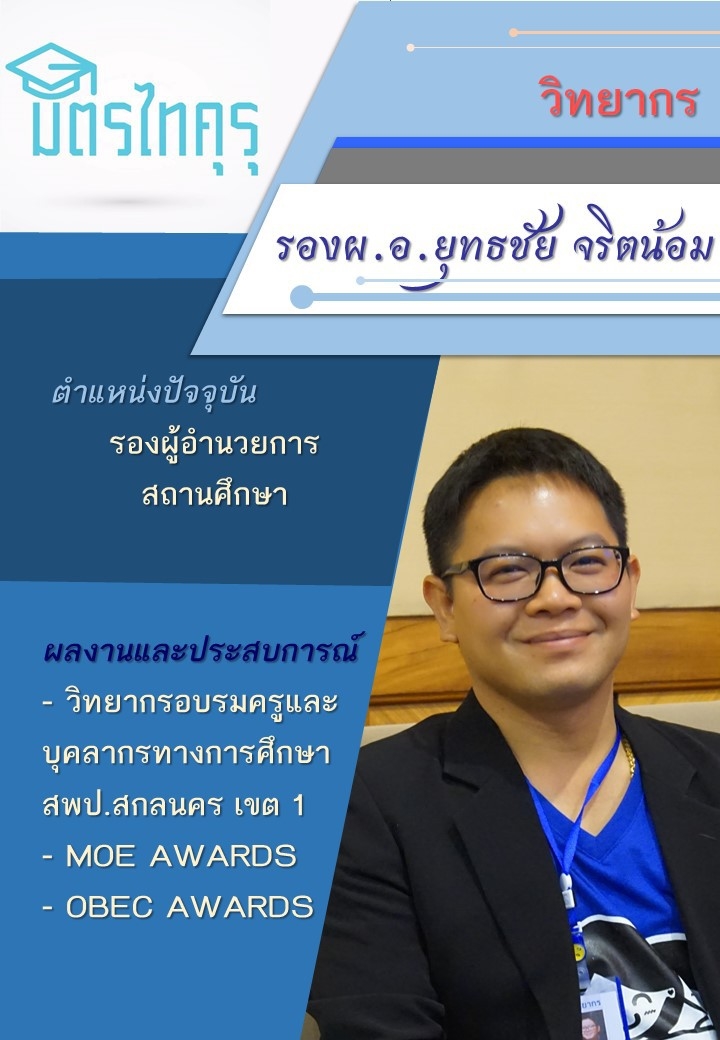 มิตรไทคุรุ
วิทยากร
รองผ.อ.ยุทธชัย จริตน้อม
ตำแหน่งปัจจุบัน
รองผู้อำนวยการ
สถานศึกษา
ผลงานและประสบการณ์
- วิทยากรอบรมครูและ
บุคลากรทางการศึกษา
สพป.สกลนคร เขต 1
- MOE AWARDS
- OBEC AWARDS